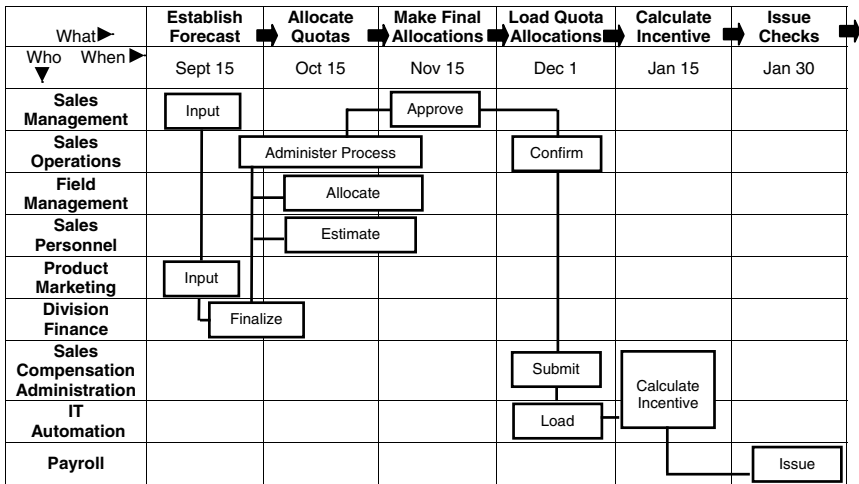 What
Establish
Forecast
Allocate
Quotas
Make Final
Allocations
Load Quota
Allocations
Calculate
Incentive
Issue
Checks
Who When
Sept 15
Oct 15
Nov 15
Dec 1
Jan 15
Jan 30
Sales
Management
Input
Approve
Sales
Operations
Administer Process
Confirm
Field
Management
Allocate
Sales
Personnel
Estimate
Product
Marketing
Input
Division
Finance
Finalize
Sales
Compensation
Administration
Submit
Calculate
Incentive
IT
Automation
Load
Payroll
Issue